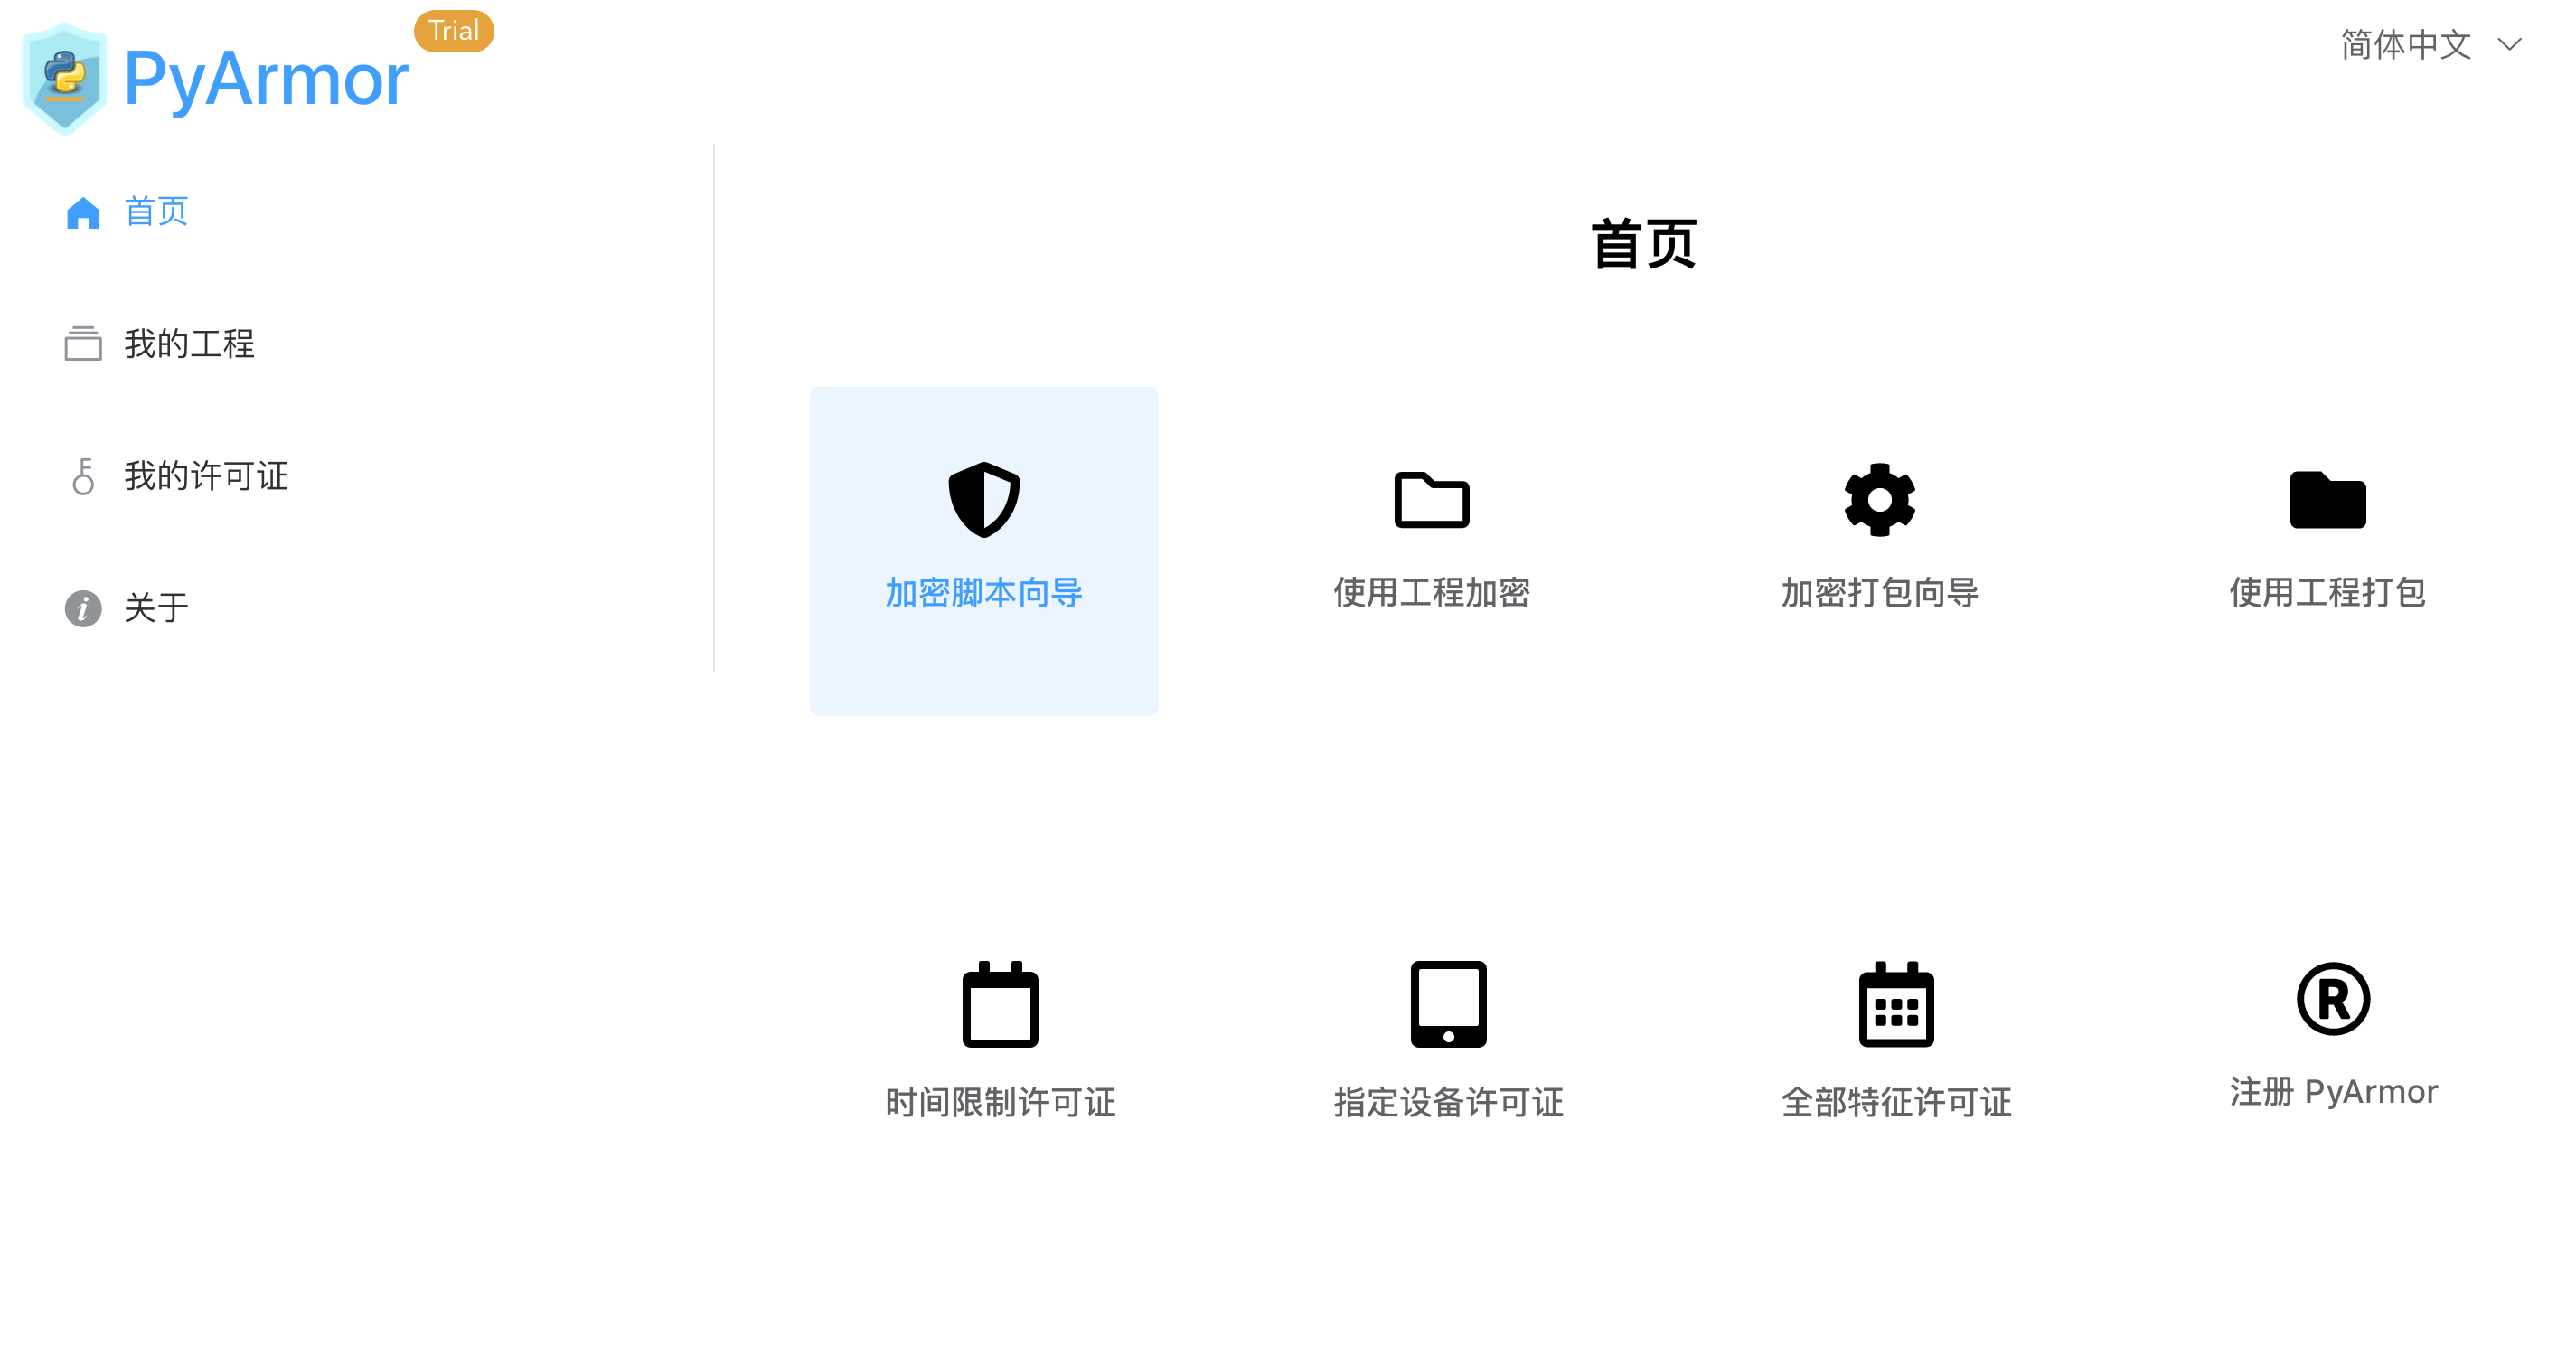 PyArmor
Trial
简体中文
首页
我的工程
我的许可证
关于
首页
加密脚本向导
使用工程加密
加密打包向导
使用工程打包
时间限制许可证
指定设备许可证
全部特征许可证
注册 PyArmor